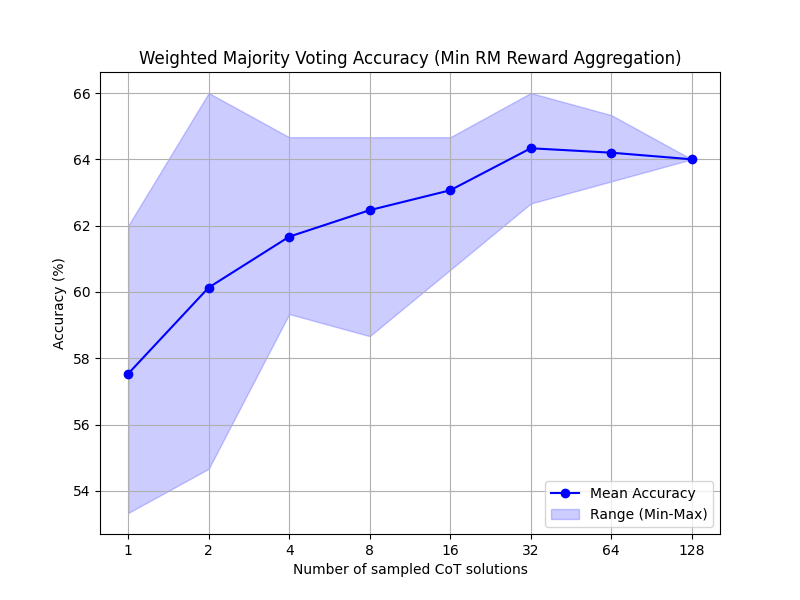 Weighted Majority Voting Accuracy (Min RM Reward Aggregation)
66
64
62
60
58
56
54
Accuracy (%)
Mean Accuracy
Range (Min-Max)
1 2 4 8 16 32 64 128
Number of sampled CoT solutions